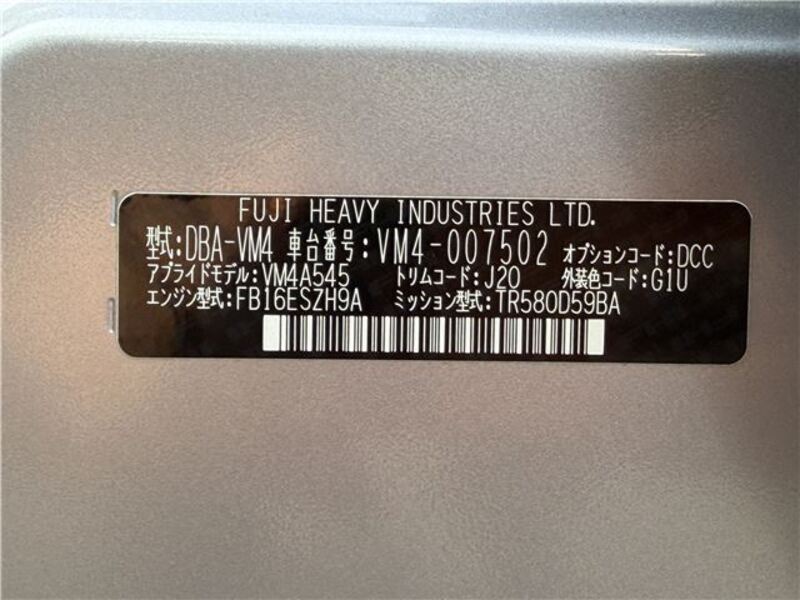 FUJI HEAVY INDUSTRIES LTD.
型式:DBA-VM4 車台番号:VM4-007502 オプションコード:DCC
アプライドモデル:VM4A545 トリムコード:J20 外装色コード:G1U
エンジン型式:FB16ESZH9A ミッション型式:TR580D59BA